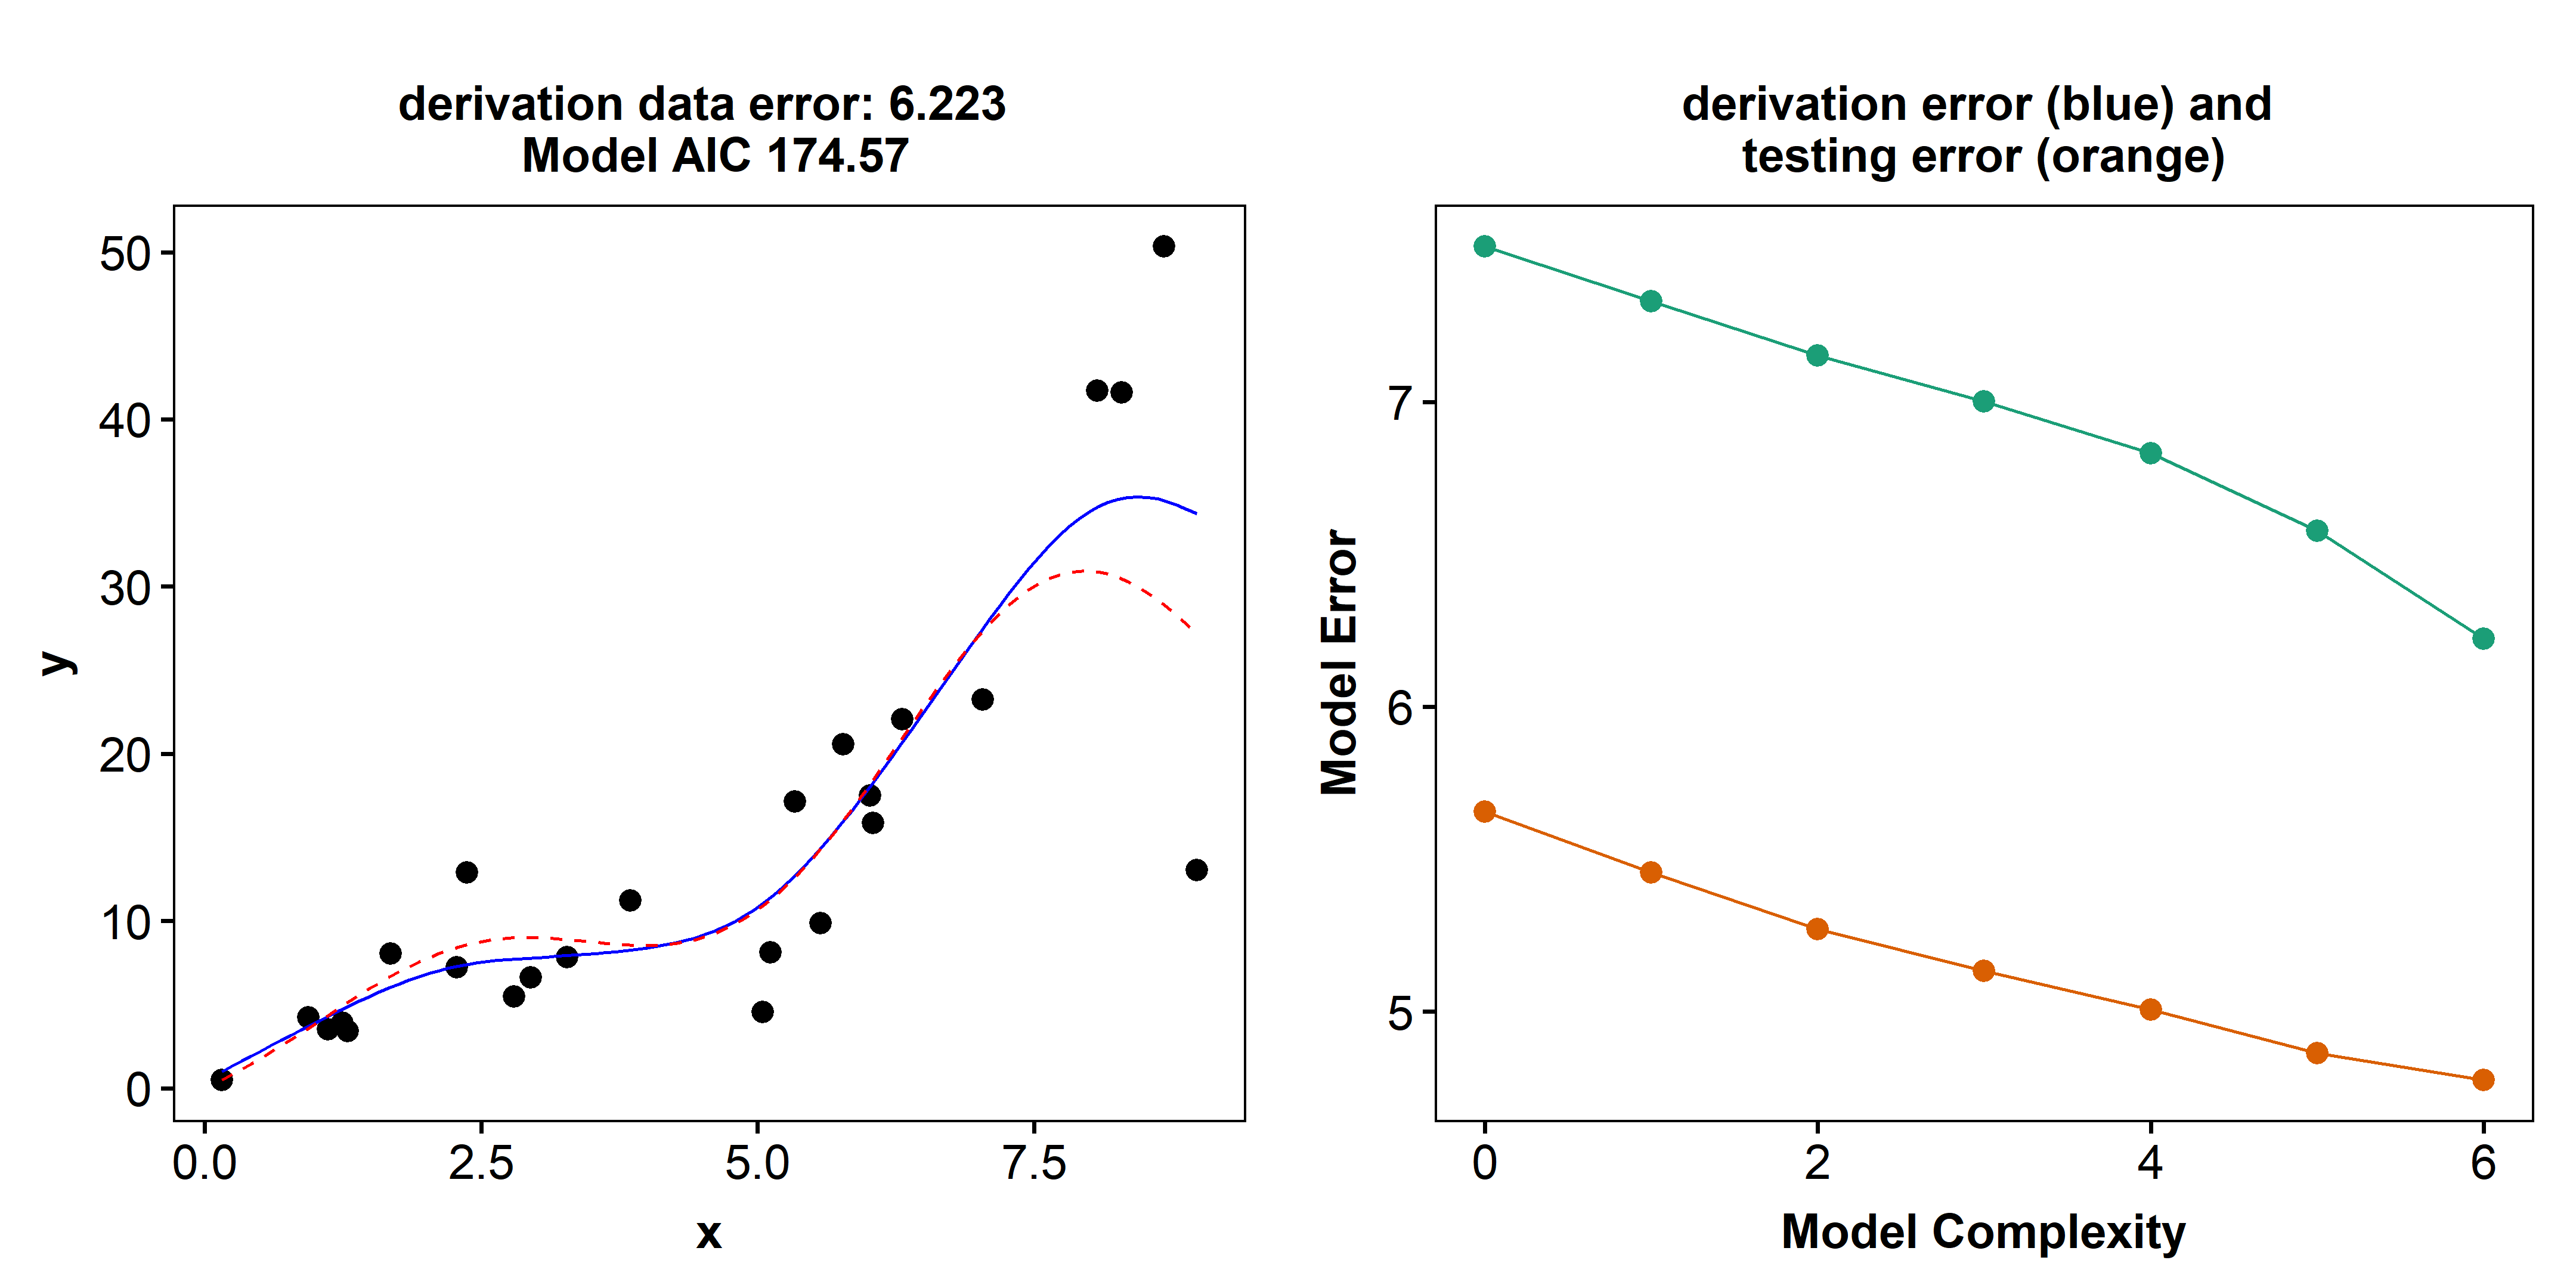 derivation data error: 6.223
Model AIC 174.57
50
40
30
20
10
0
y
0.0 2.5 5.0 7.5
x
derivation error (blue) and
testing error (orange)
7
6
5
Model Error
0 2 4 6
Model Complexity